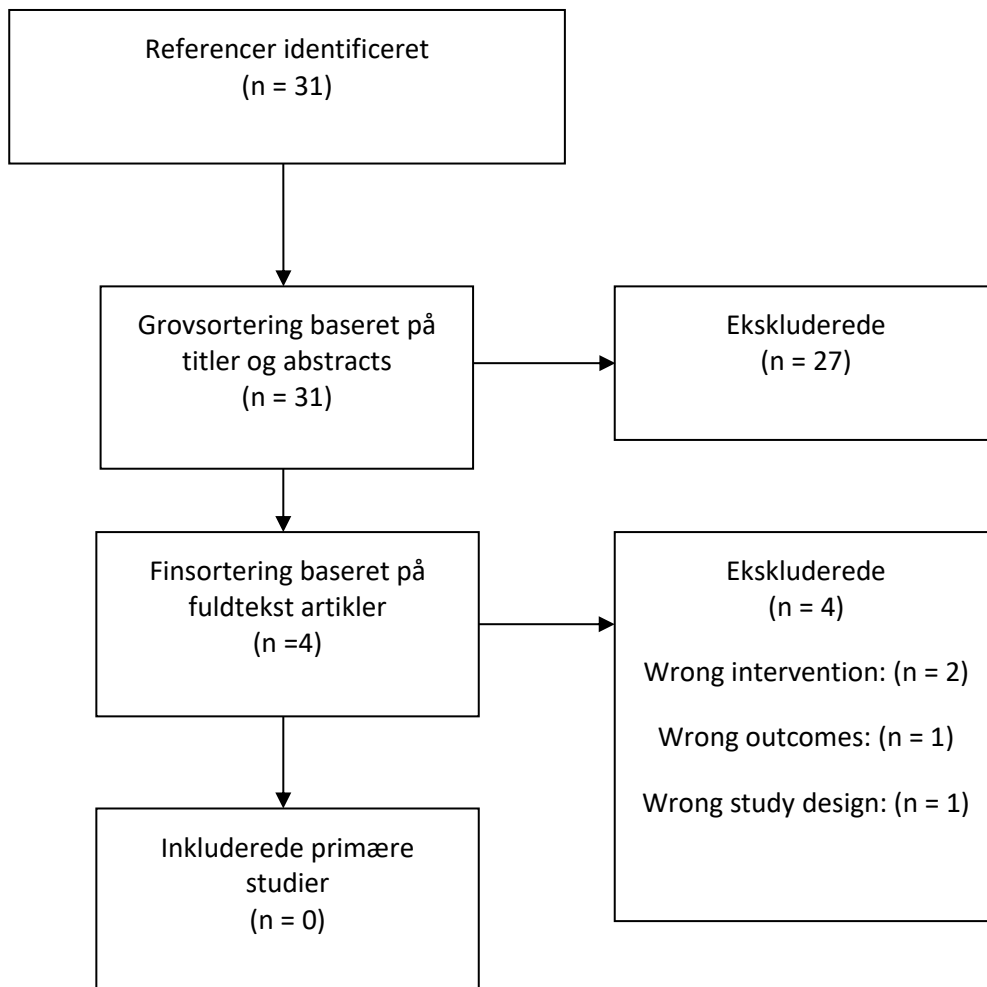 Referencer identificeret
(n = 31)
Grovsortering baseret på
titler og abstracts
(n = 31)
Ekskluderede
(n = 27)
Finsortering baseret på
fuldtekst artikler
(n =4)
Ekskluderede
(n = 4)
Wrong intervention: (n = 2)
Wrong outcomes: (n = 1)
Wrong study design: (n = 1)
Inkluderede primære
studier
(n = 0)